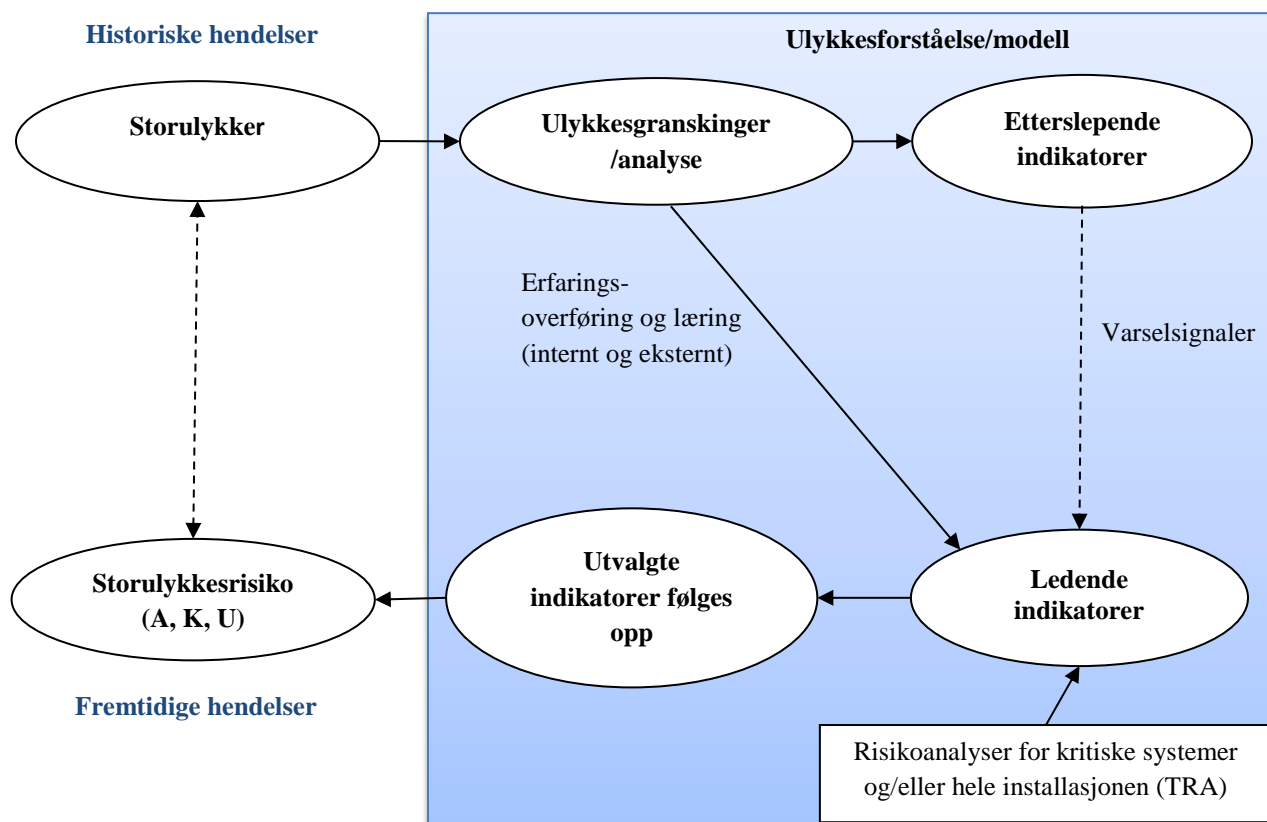 Historiske hendelser
Ulykkesforståelse/modell
Storulykker
Ulykkesgranskinger
/analyse
Etterslepende
indikatorer
Erfarings-
overføring og læring
(internt og eksternt)
Varselsignaler
Storulykkesrisiko
(A, K, U)
Utvalgte
indikatorer følges
opp
Ledende
indikatorer
Fremtidige hendelser
Risikoanalyser for kritiske systemer
og/eller hele installasjonen (TRA)